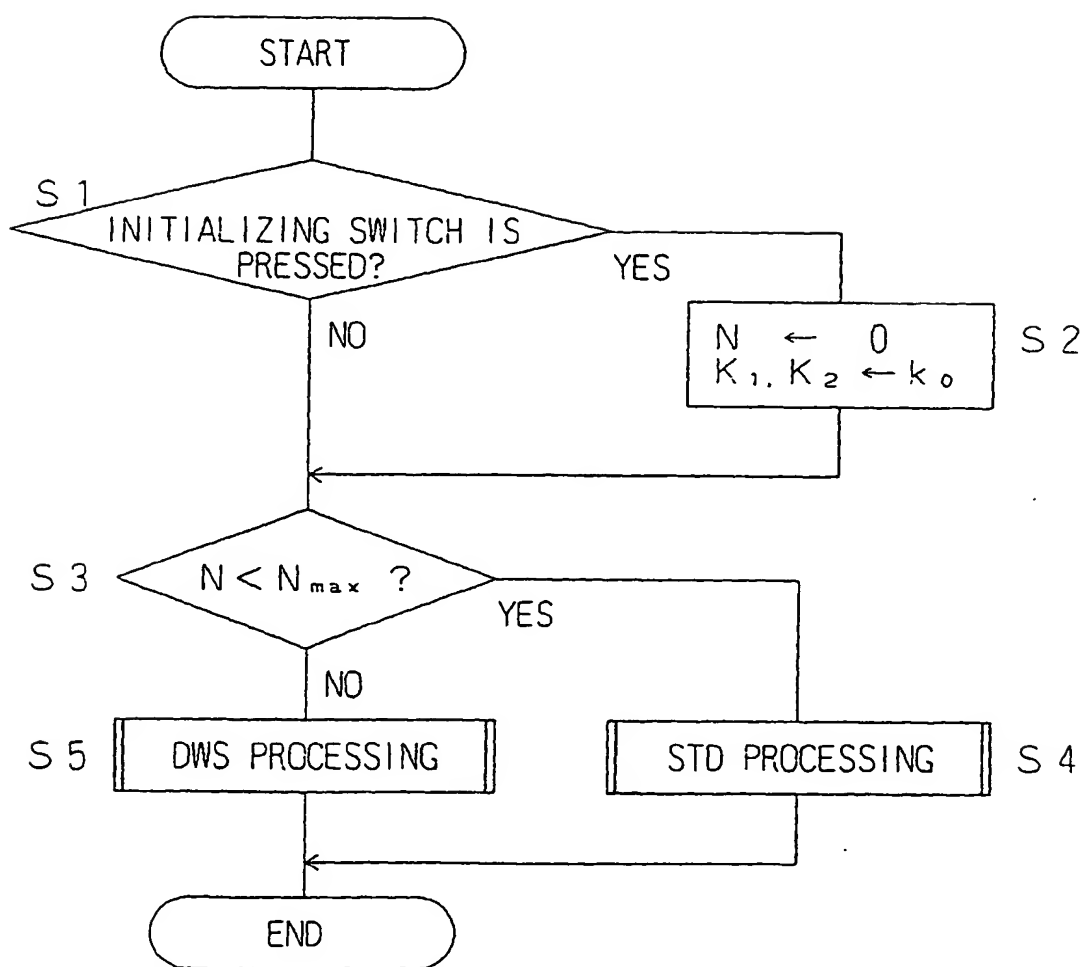 START
S 1
INITIALIZING SWITCH IS
PRESSED?
YES
NO
N ← 0
K₁. K₂ ← k₀
S 2
S 3
N < Nₘₐₓ ?
YES
NO
S 5
DWS PROCESSING
STD PROCESSING
S 4
END